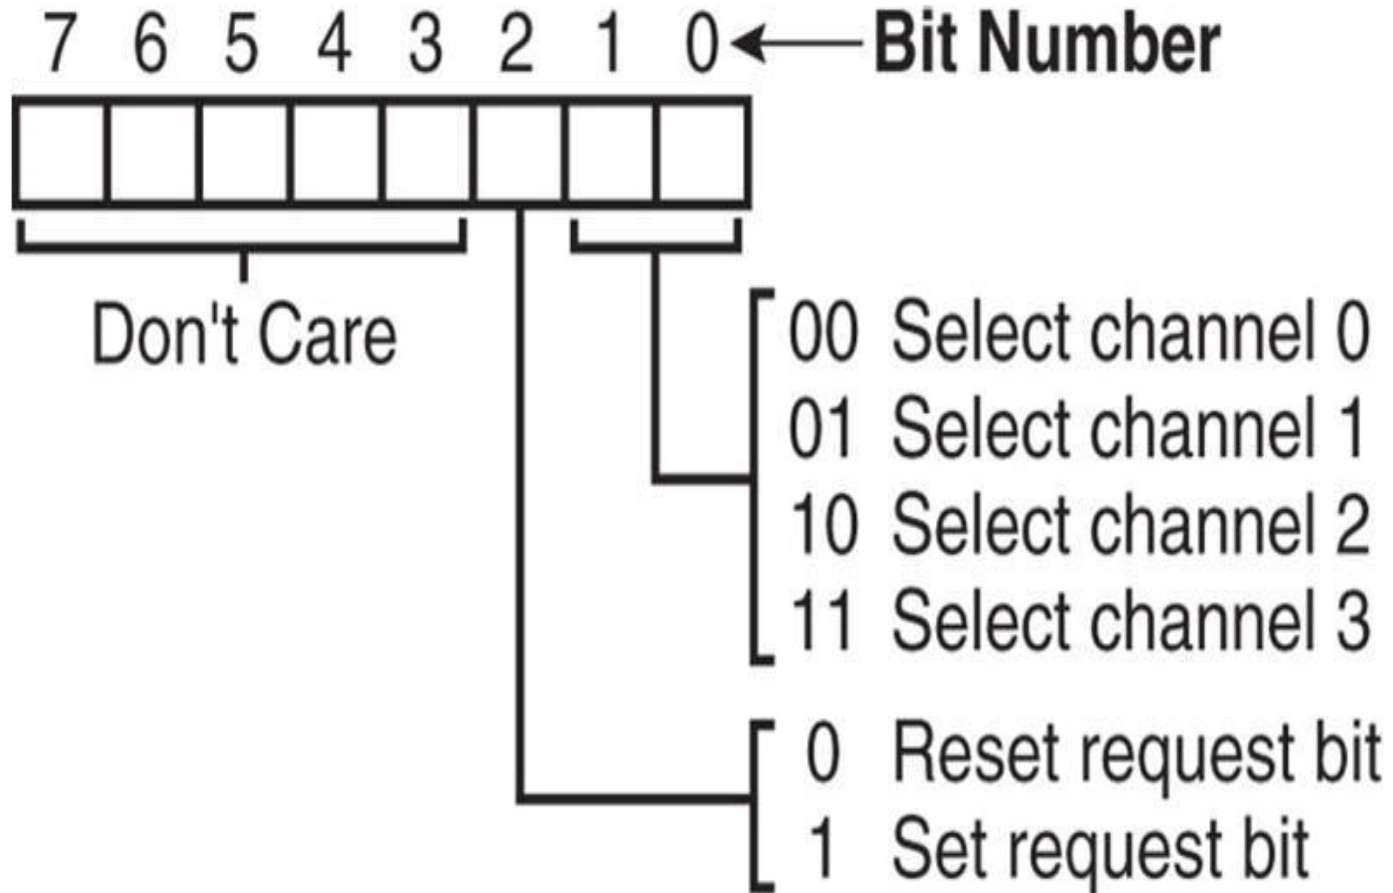 7 6 5 4 3 2 1 0 Bit Number
Don't Care
00 Select channel 0
01 Select channel 1
10 Select channel 2
11 Select channel 3
0 Reset request bit
1 Set request bit